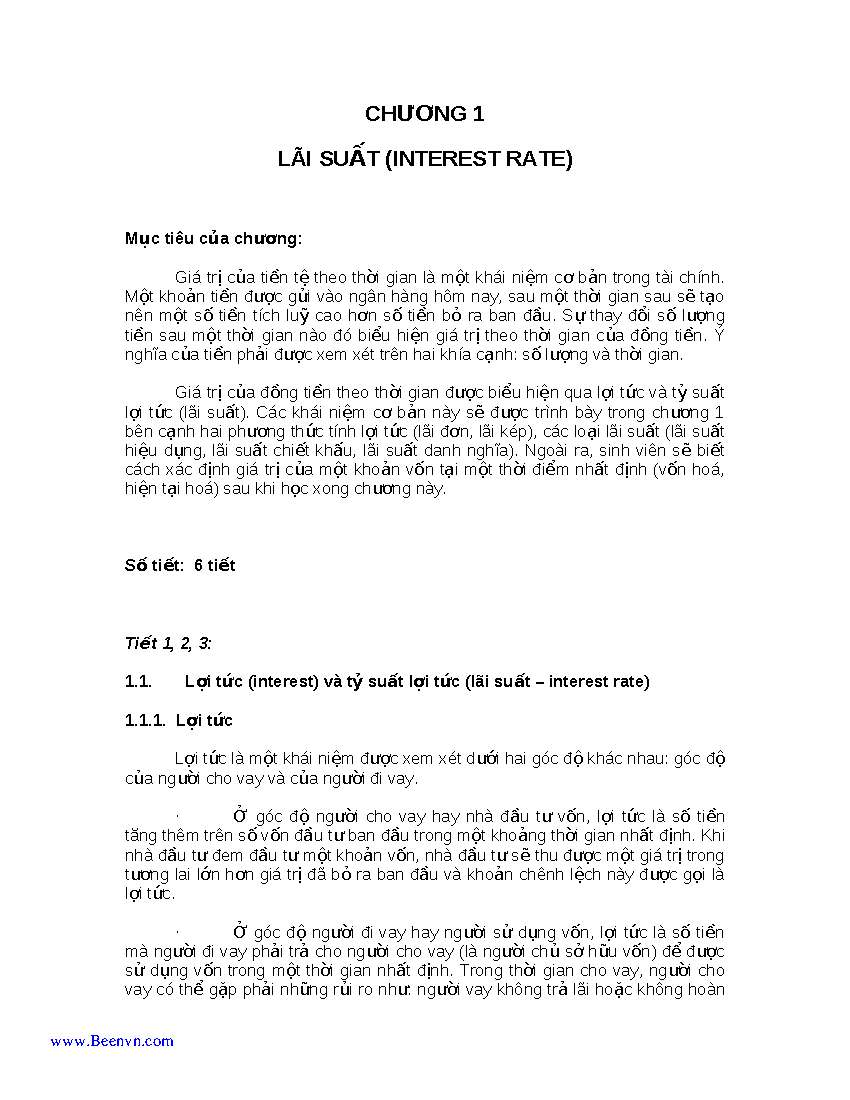 CHƯƠNG 1
LÃI SUẤT (INTEREST RATE)
Mục tiêu của chương:
Giá trị của tiền tệ theo thời gian là một khái niệm cơ bản trong tài chính.
Một khoản tiền được gửi vào ngân hàng hôm nay, sau một thời gian sau sẽ tạo
nên một số tiền tích luỹ cao hơn số tiền bỏ ra ban đầu. Sự thay đổi số lượng
tiền sau một thời gian nào đó biểu hiện giá trị theo thời gian của đồng tiền. Ý
nghĩa của tiền phải được xem xét trên hai khía cạnh: số lượng và thời gian.
Giá trị của đồng tiền theo thời gian được biểu hiện qua lợi tức và tỷ suất
lợi tức (lãi suất). Các khái niệm cơ bản này sẽ được trình bày trong chương 1
bên cạnh hai phương thức tính lợi tức (lãi đơn, lãi kép), các loại lãi suất (lãi suất
hiệu dụng, lãi suất chiết khấu, lãi suất danh nghĩa). Ngoài ra, sinh viên sẽ biết
cách xác định giá trị của một khoản vốn tại một thời điểm nhất định (vốn hoá,
hiện tại hoá) sau khi học xong chương này.
Số tiết: 6 tiết
Tiết 1, 2, 3:
1.1. Lợi tức (interest) và tỷ suất lợi tức (lãi suất – interest rate)
1.1.1. Lợi tức
Lợi tức là một khái niệm được xem xét dưới hai góc độ khác nhau: góc độ
của người cho vay và của người đi vay.
· Ở góc độ người cho vay hay nhà đầu tư vốn, lợi tức là số tiền
tăng thêm trên số vốn đầu tư ban đầu trong một khoảng thời gian nhất định. Khi
nhà đầu tư đem đầu tư một khoản vốn, nhà đầu tư sẽ thu được một giá trị trong
tương lai lớn hơn giá trị đã bỏ ra ban đầu và khoản chênh lệch này được gọi là
lợi tức.
· Ở góc độ người đi vay hay người sử dụng vốn, lợi tức là số tiền
mà người đi vay phải trả cho người cho vay (là người chủ sở hữu vốn) để được
sử dụng vốn trong một thời gian nhất định. Trong thời gian cho vay, người cho
vay có thể gặp phải những rủi ro như: người vay không trả lãi hoặc không hoàn
www.Beenvn.com